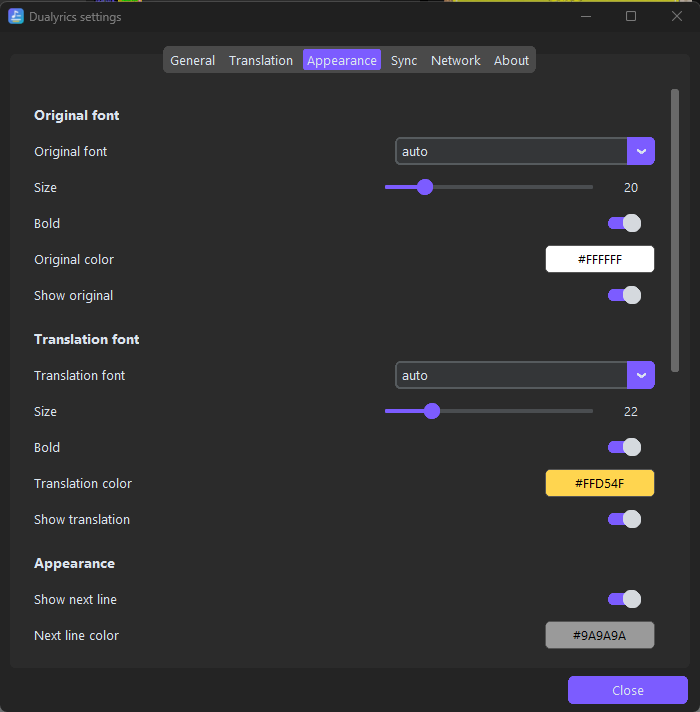 Dualyrics settings
General Translation Appearance Sync Network About
Original font
Original font auto
Size 20
Bold
Original color #FFFFFF
Show original
Translation font
Translation font auto
Size 22
Bold
Translation color #FFD54F
Show translation
Appearance
Show next line
Next line color #9A9A9A
Close